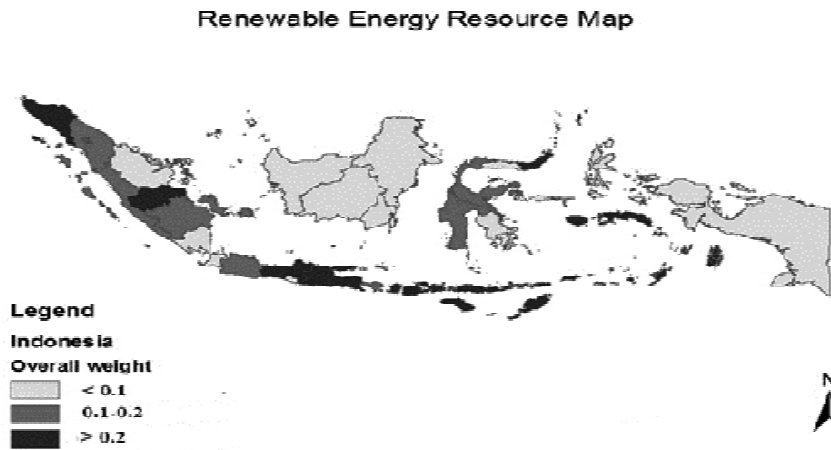 Renewable Energy Resource Map
Legend
Indonesia
Overall weight
< 0.1
0.1-0.2
> 0.2
N